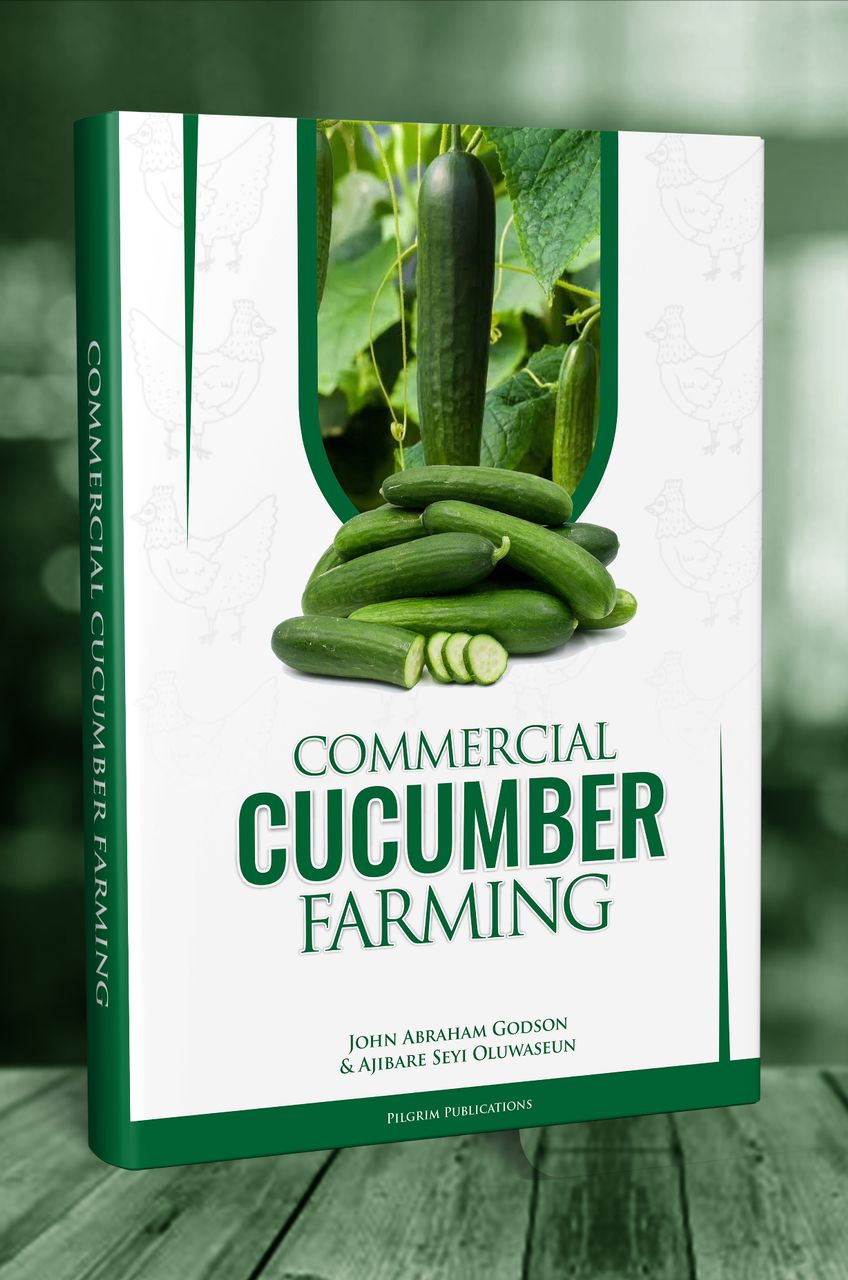 COMMERCIAL CUCUMBER FARMING
COMMERCIAL
CUCUMBER
FARMING
JOHN ABRAHAM GODSON
& AJIBARE SEYI OLUWASEUN
PILGRIM PUBLICATIONS